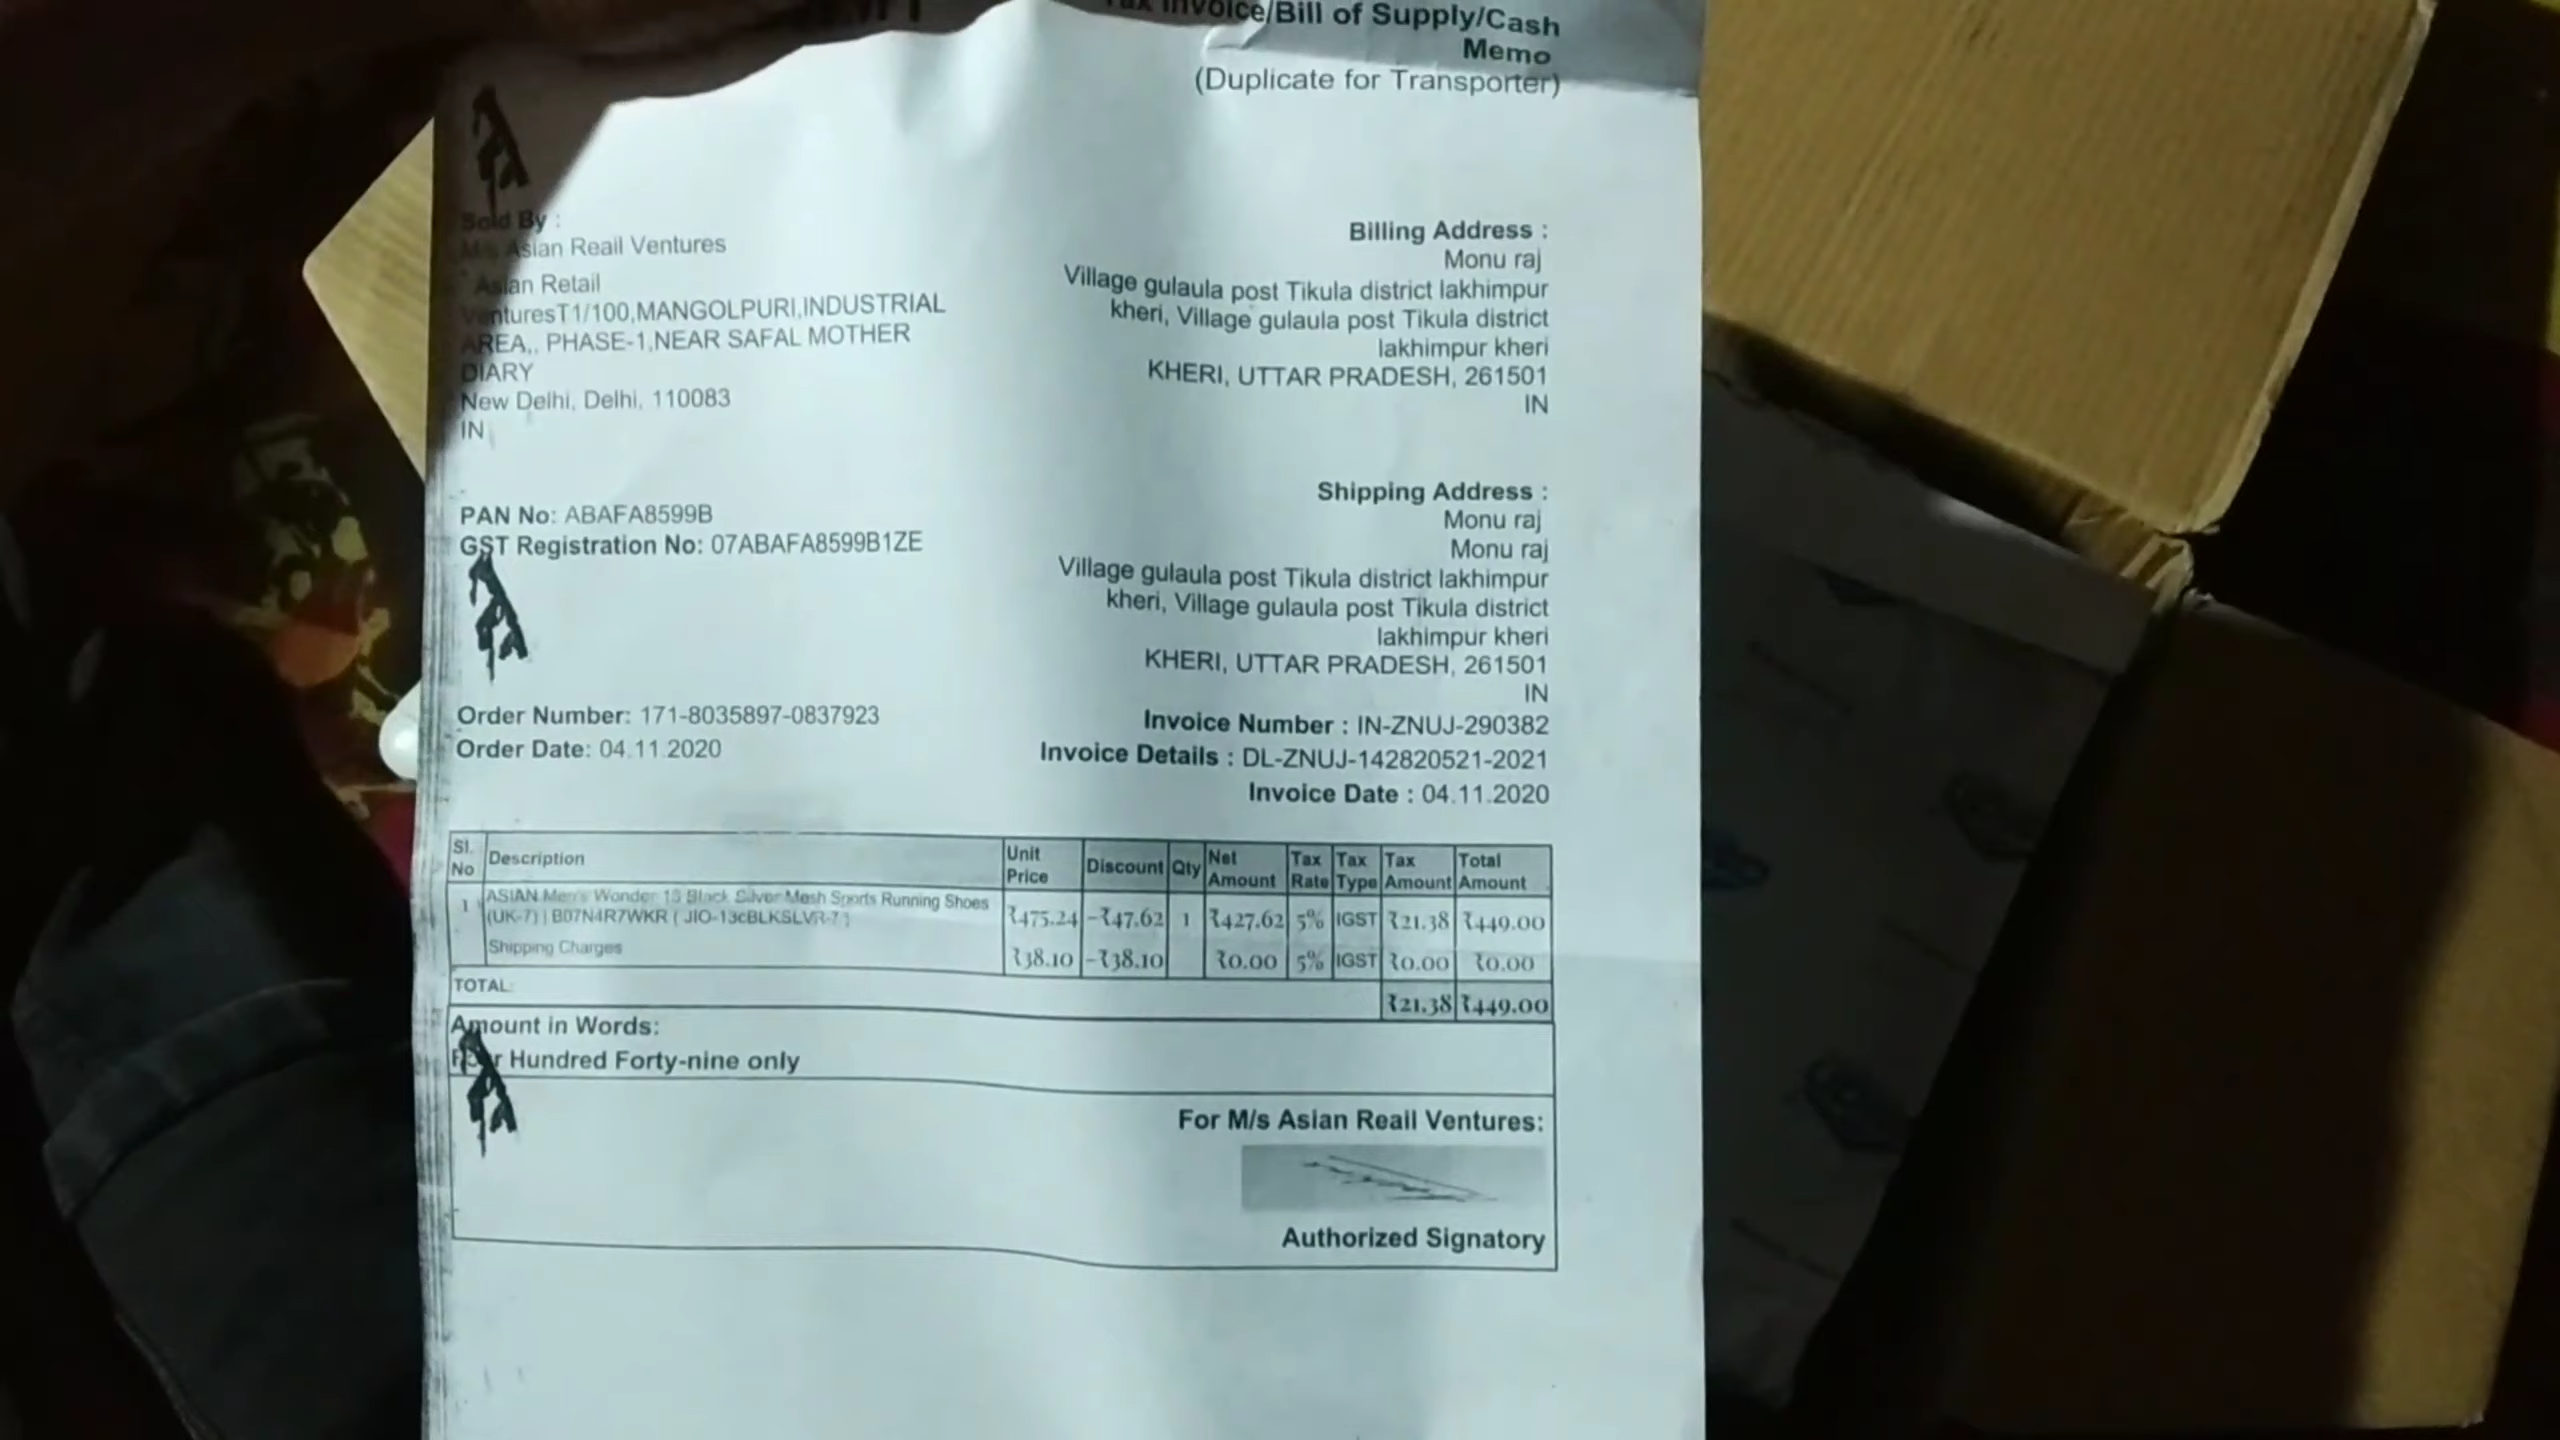 Tax Invoice/Bill of Supply/Cash
Memo
(Duplicate for Transporter)
Sold By :
M/s Asian Reail Ventures
* Asian Retail
VenturesT1/100,MANGOLPURI,INDUSTRIAL
AREA,, PHASE-1,NEAR SAFAL MOTHER
DIARY
New Delhi, Delhi, 110083
IN
PAN No: ABAFA8599B
GST Registration No: 07ABAFA8599B1ZE
Order Number: 171-8035897-0837923
Order Date: 04.11.2020
Billing Address :
Monu raj
Village gulaula post Tikula district lakhimpur
kheri, Village gulaula post Tikula district
lakhimpur kheri
KHERI, UTTAR PRADESH, 261501
IN
Shipping Address :
Monu raj
Monu raj
Village gulaula post Tikula district lakhimpur
kheri, Village gulaula post Tikula district
lakhimpur kheri
KHERI, UTTAR PRADESH, 261501
IN
Invoice Number : IN-ZNUJ-290382
Invoice Details : DL-ZNUJ-142820521-2021
Invoice Date : 04.11.2020
Sl. No Description Unit Price Discount Qty Net Amount Tax Rate Tax Type Tax Amount Total Amount
1 ASIAN Men's Wonder 13 Black Silver Mesh Sports Running Shoes
(UK-7) | B07N4R7WKR ( JIO-13cBLKSLVR-7 ) ₹475.24 -₹47.62 1 ₹427.62 5% IGST ₹21.38 ₹449.00
Shipping Charges ₹38.10 -₹38.10 ₹0.00 5% IGST ₹0.00 ₹0.00
TOTAL: ₹21.38 ₹449.00
Amount in Words:
Four Hundred Forty-nine only
For M/s Asian Reail Ventures:
Authorized Signatory